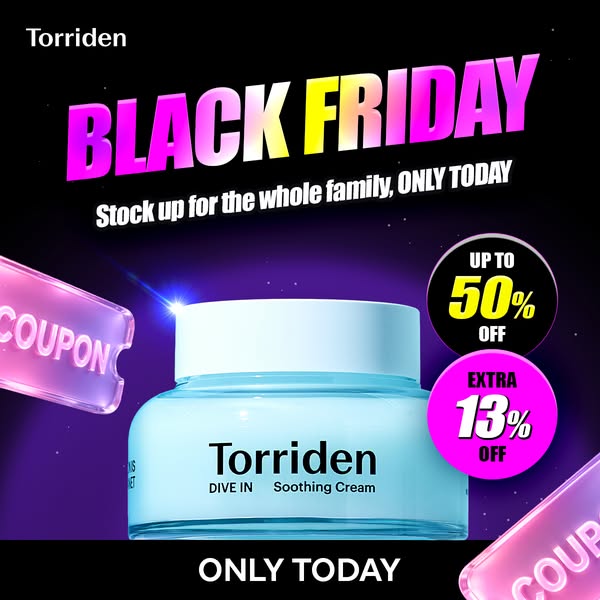 Torriden
BLACK FRIDAY
Stock up for the whole family, ONLY TODAY
UP TO
50%
OFF
COUPON
EXTRA
13%
OFF
Torriden
DIVE IN Soothing Cream
ONLY TODAY